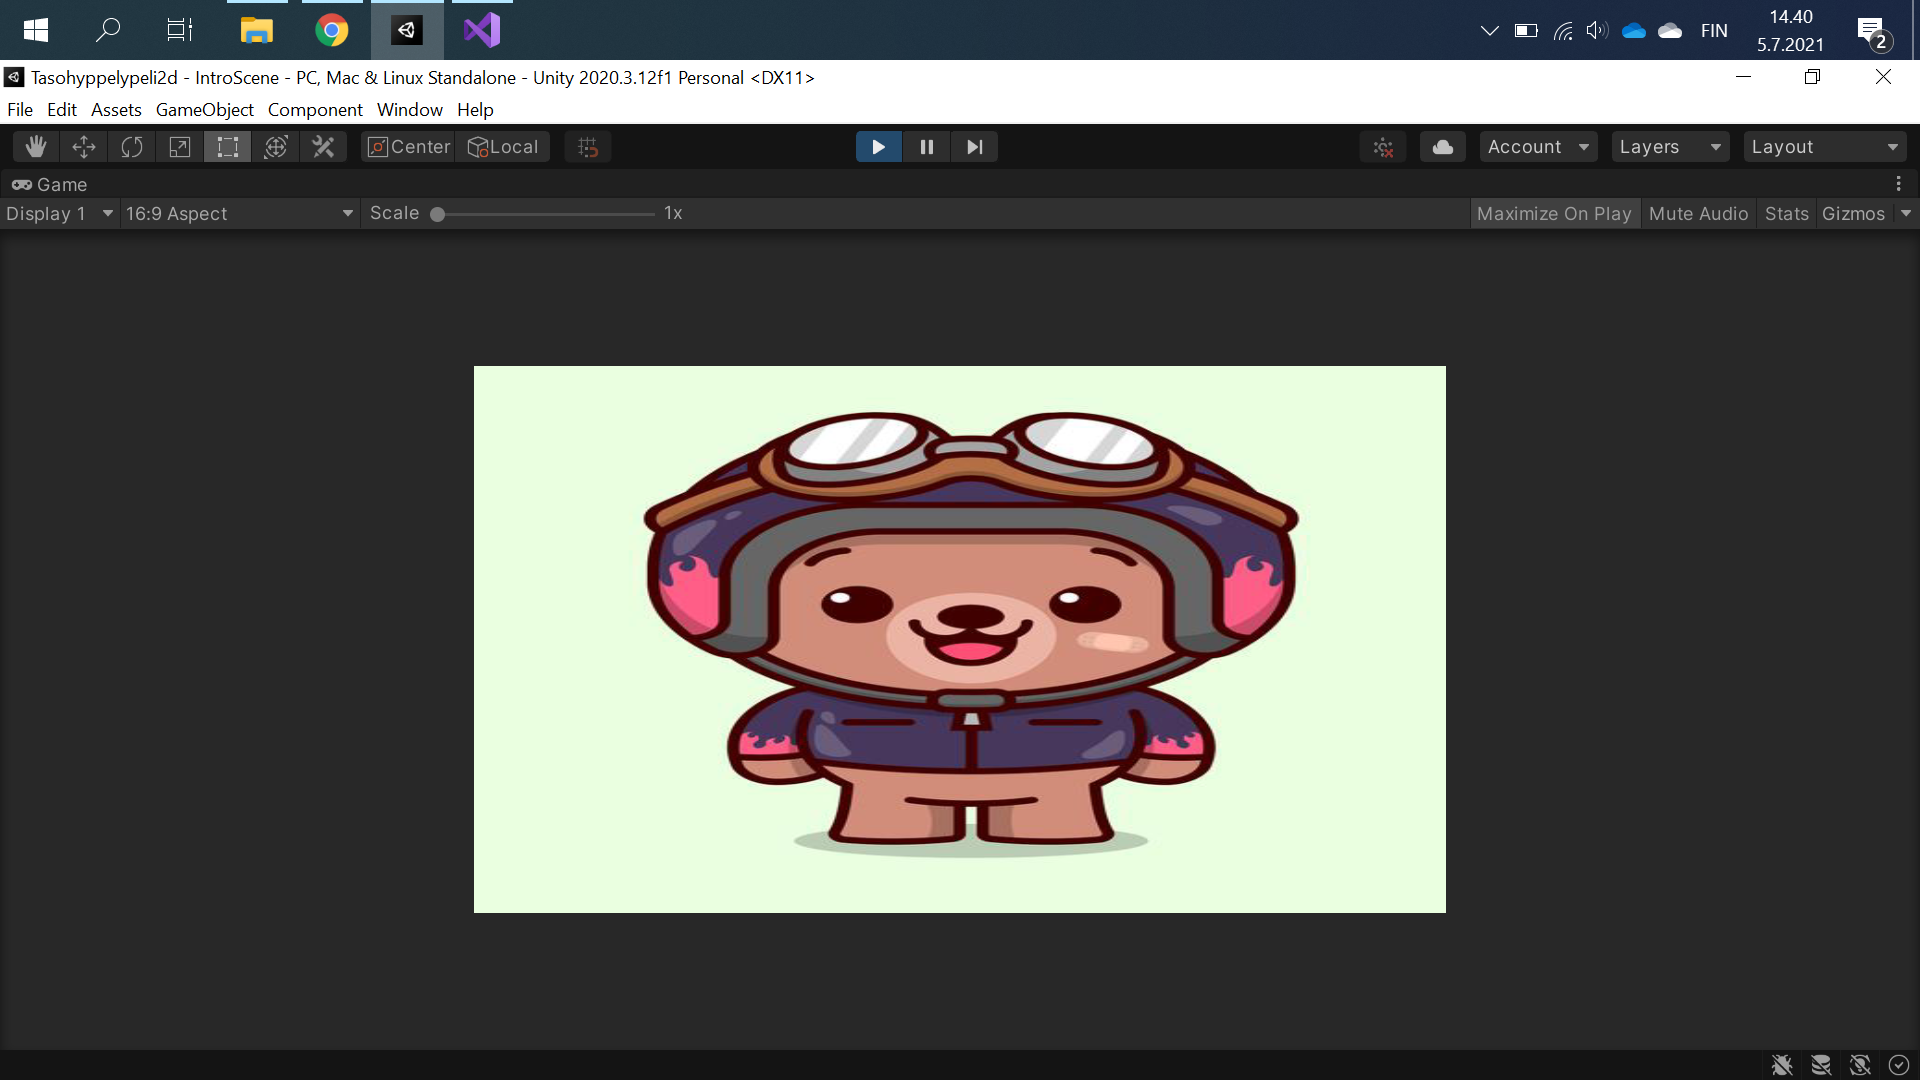 FIN
14.40
5.7.2021
2
Tasohyppelypeli2d - IntroScene - PC, Mac & Linux Standalone - Unity 2020.3.12f1 Personal <DX11>
File Edit Assets GameObject Component Window Help
Center Local Account Layers Layout
Game
Display 1 16:9 Aspect Scale 1x Maximize On Play Mute Audio Stats Gizmos